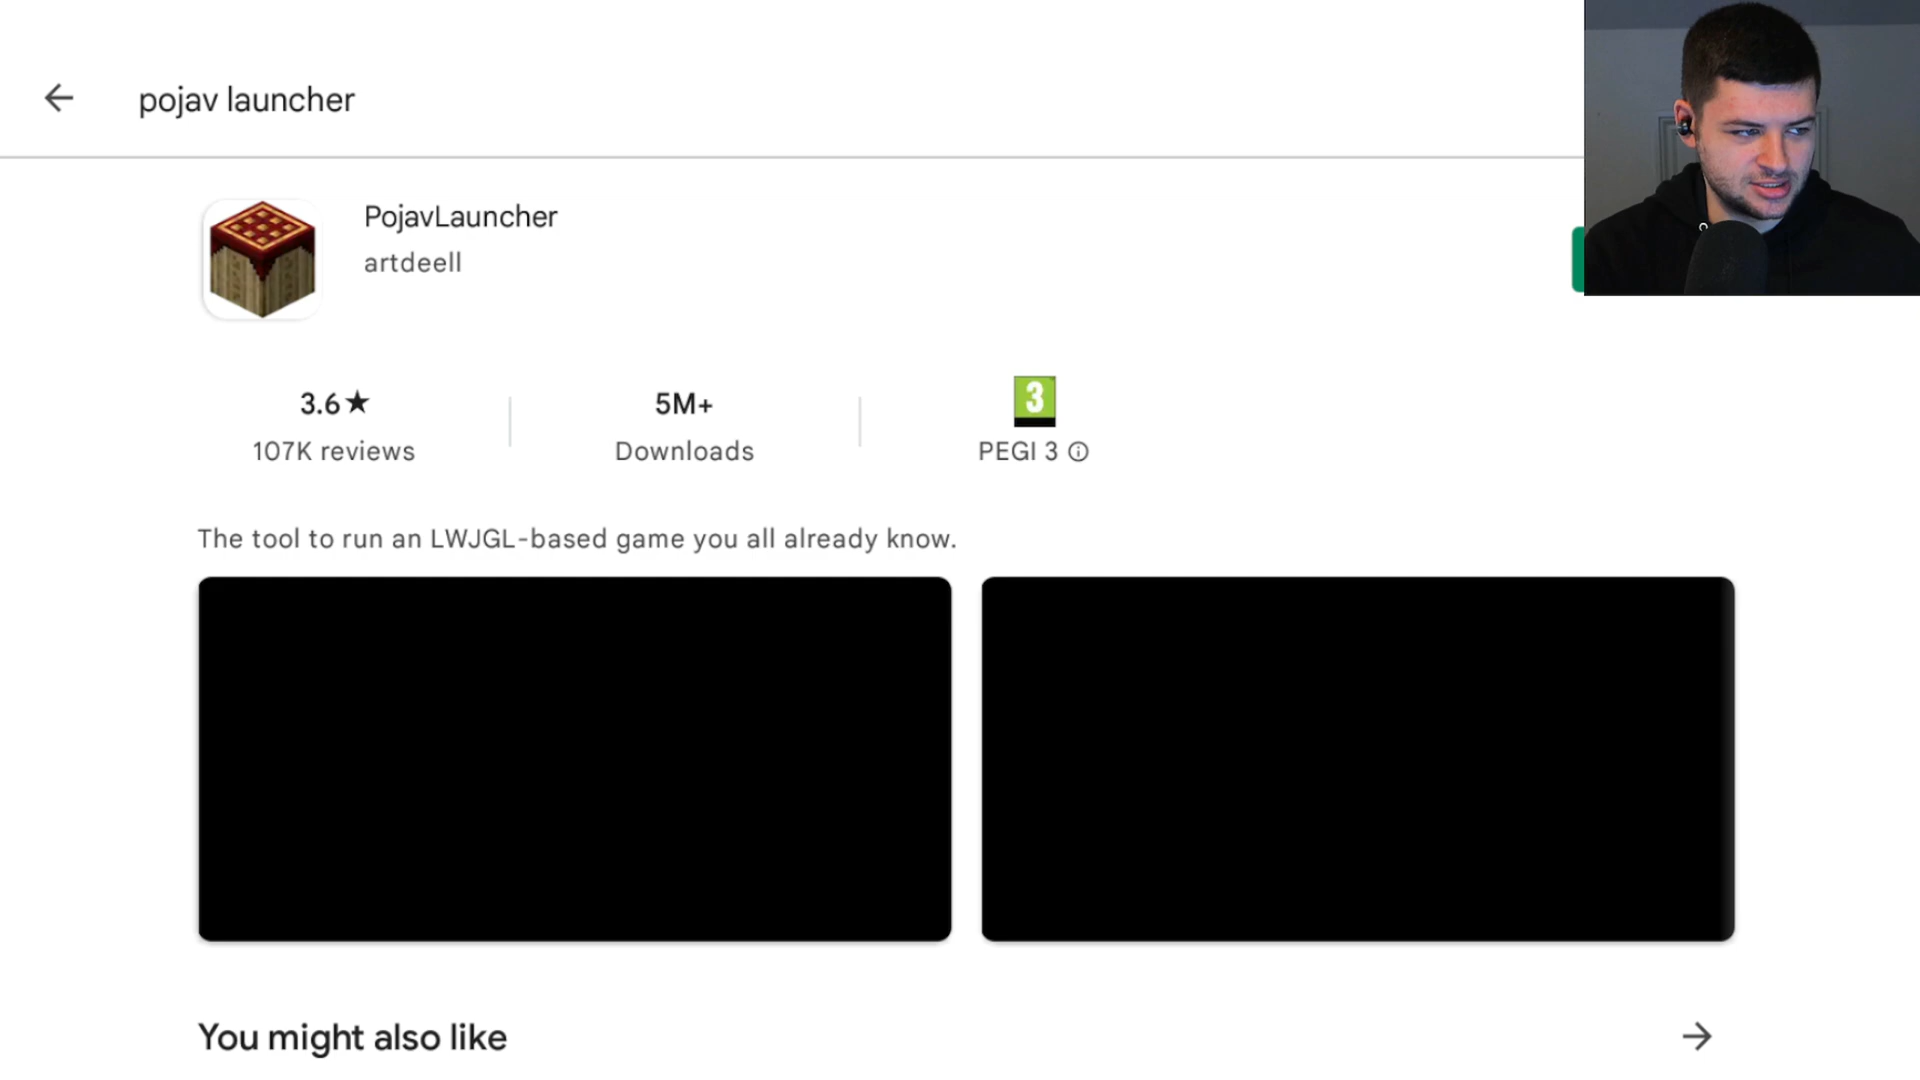 pojav launcher
PojavLauncher
artdeell
3.6★
107K reviews
5M+
Downloads
3
PEGI 3
The tool to run an LWJGL-based game you all already know.
You might also like